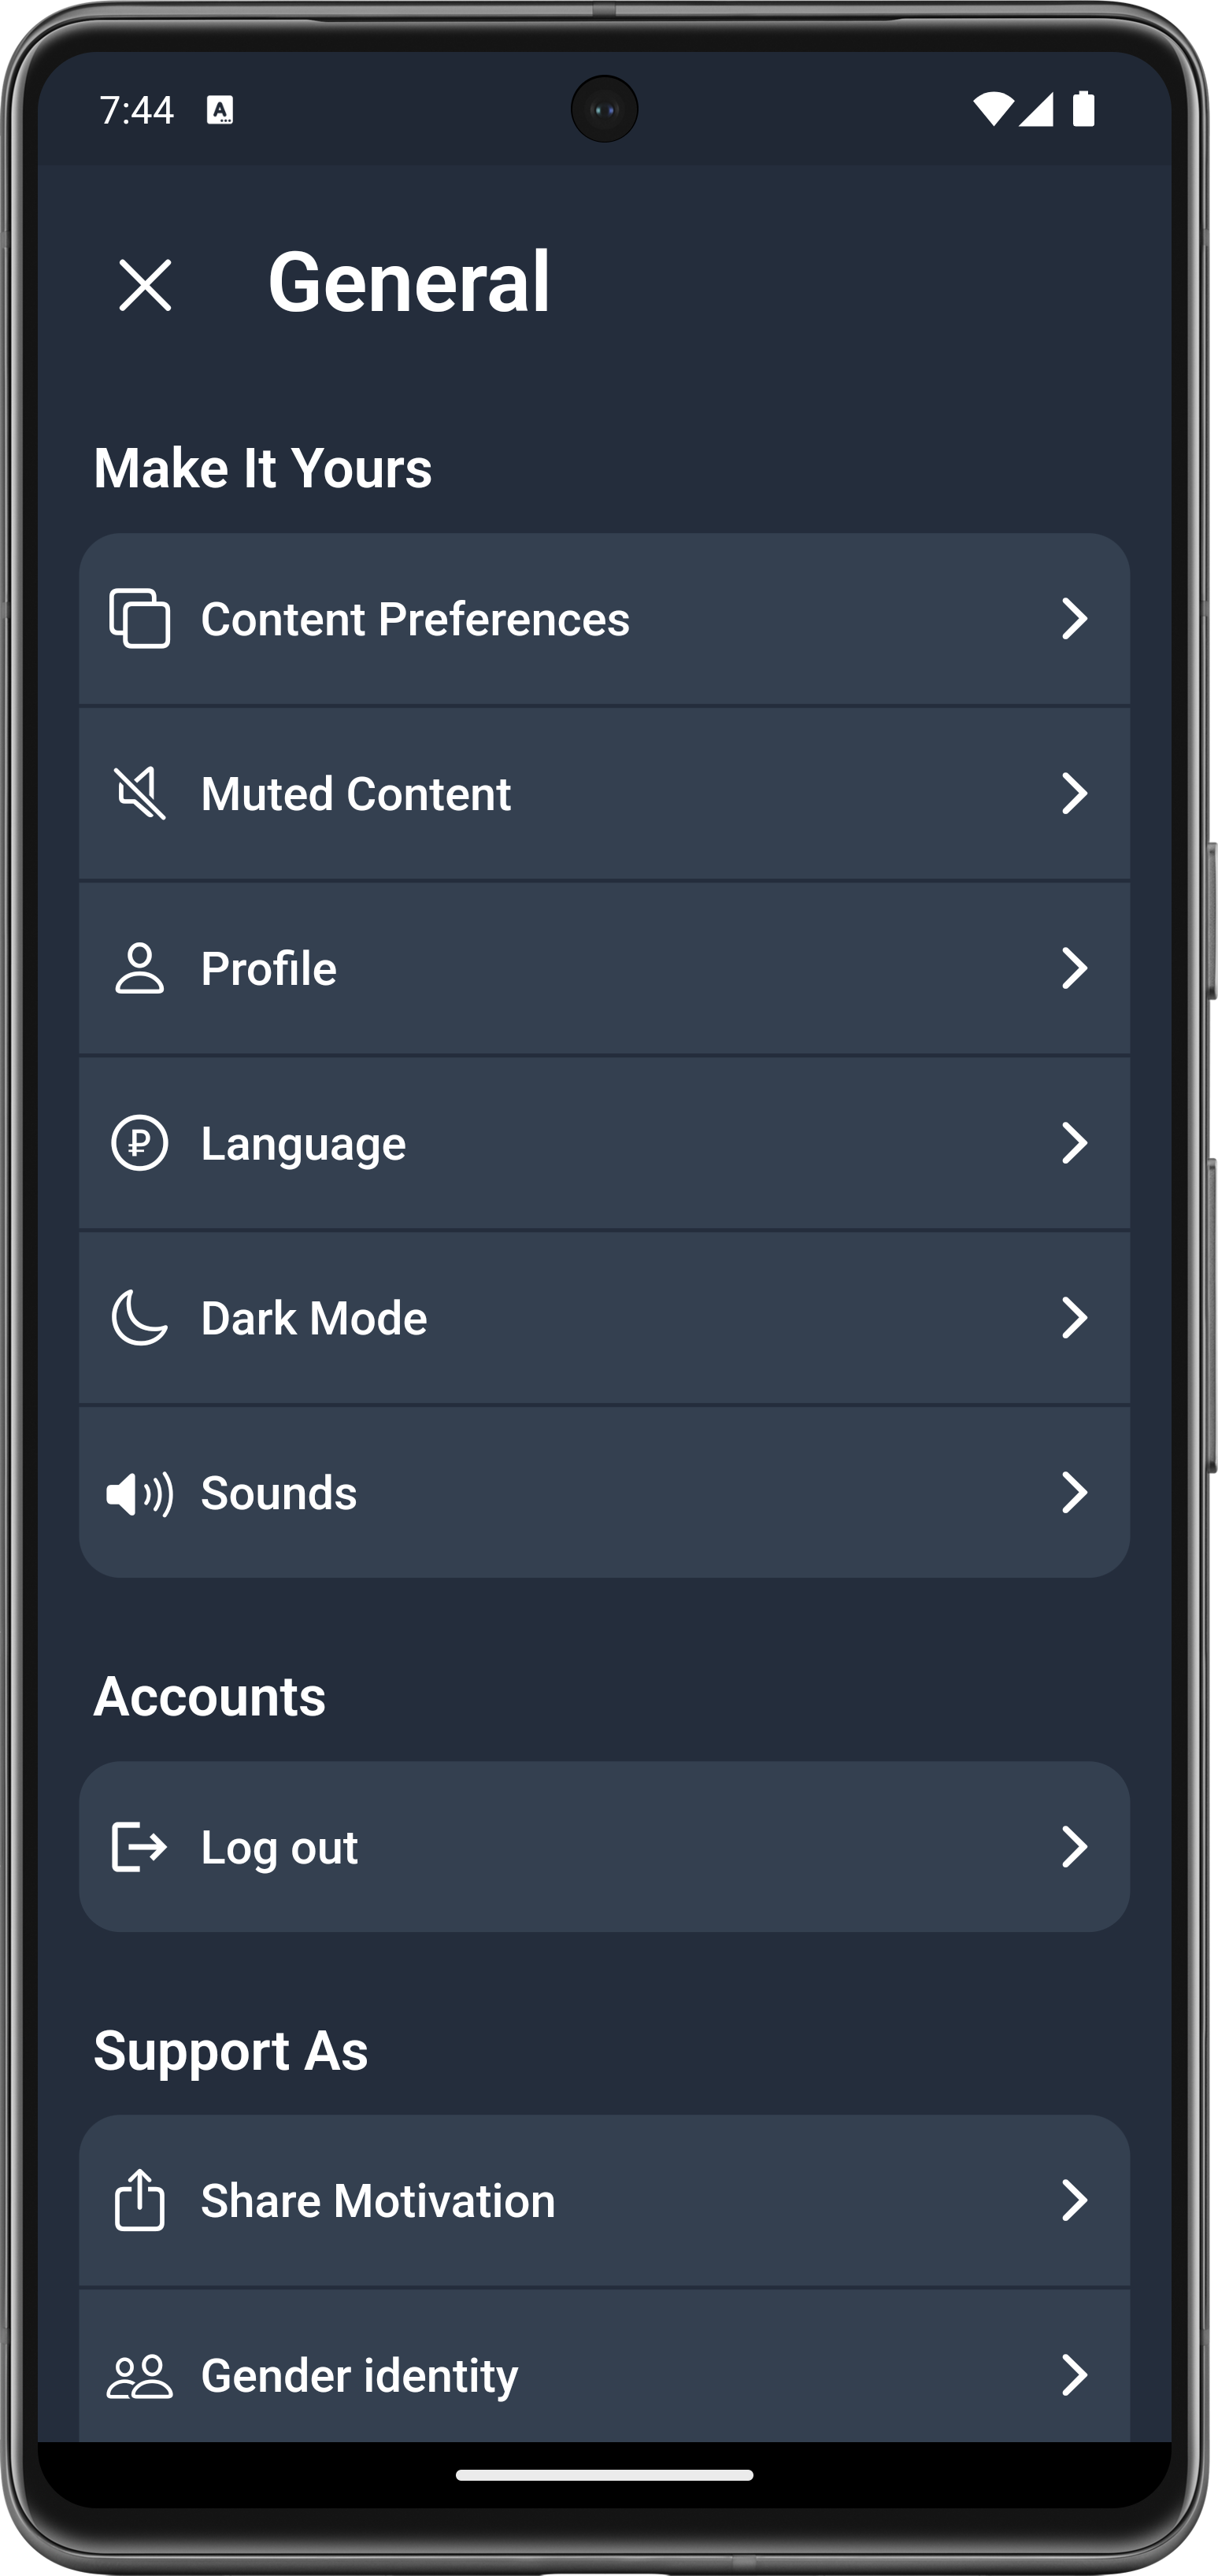 7:44
General
Make It Yours
Content Preferences
Muted Content
Profile
₽ Language
Dark Mode
Sounds
Accounts
Log out
Support As
Share Motivation
Gender identity